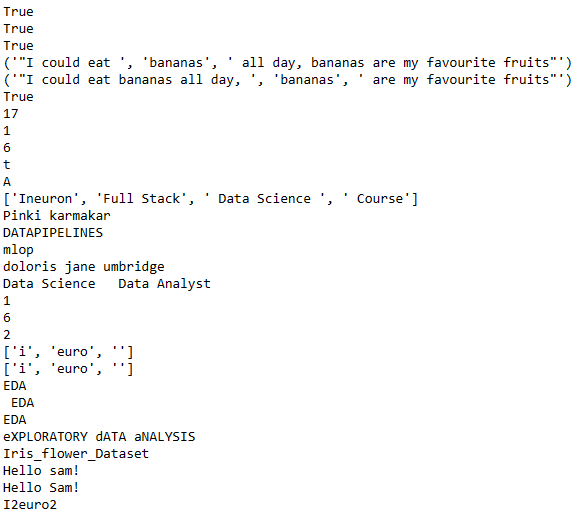 True
True
True
('"I could eat ', 'bananas', ' all day, bananas are my favourite fruits"')
('"I could eat bananas all day, ', 'bananas', ' are my favourite fruits"')
True
17
1
6
t
A
['Ineuron', 'Full Stack', ' Data Science ', ' Course']
Pinki karmakar
DATAPIPELINES
mlop
doloris jane umbridge
Data Science   Data Analyst
1
6
2
['i', 'euro', '']
['i', 'euro', '']
EDA
 EDA
EDA
eXPLORATORY dATA aNALYSIS
Iris_flower_Dataset
Hello sam!
Hello Sam!
I2euro2